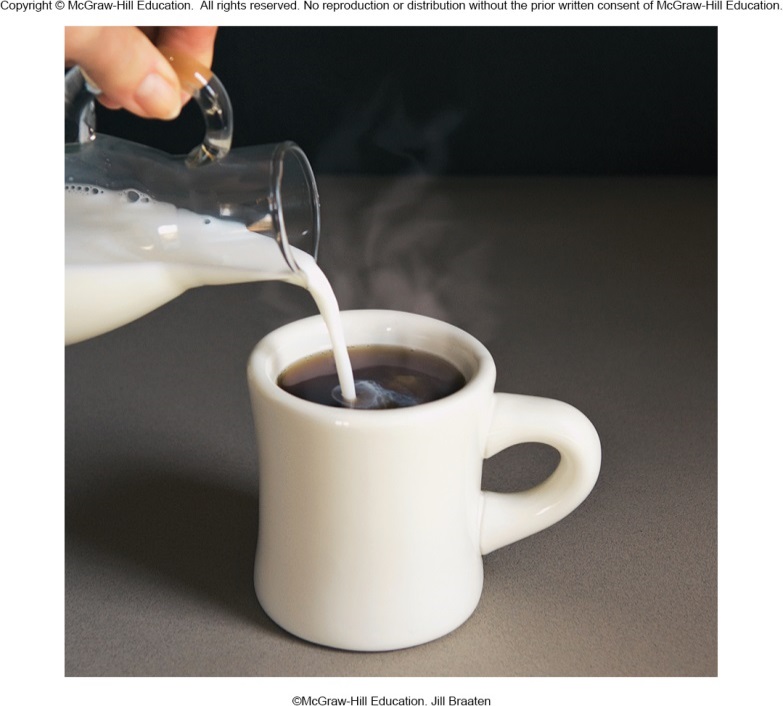 Copyright © McGraw-Hill Education.  All rights reserved. No reproduction or distribution without the prior written consent of McGraw-Hill Education.
©McGraw-Hill Education. Jill Braaten